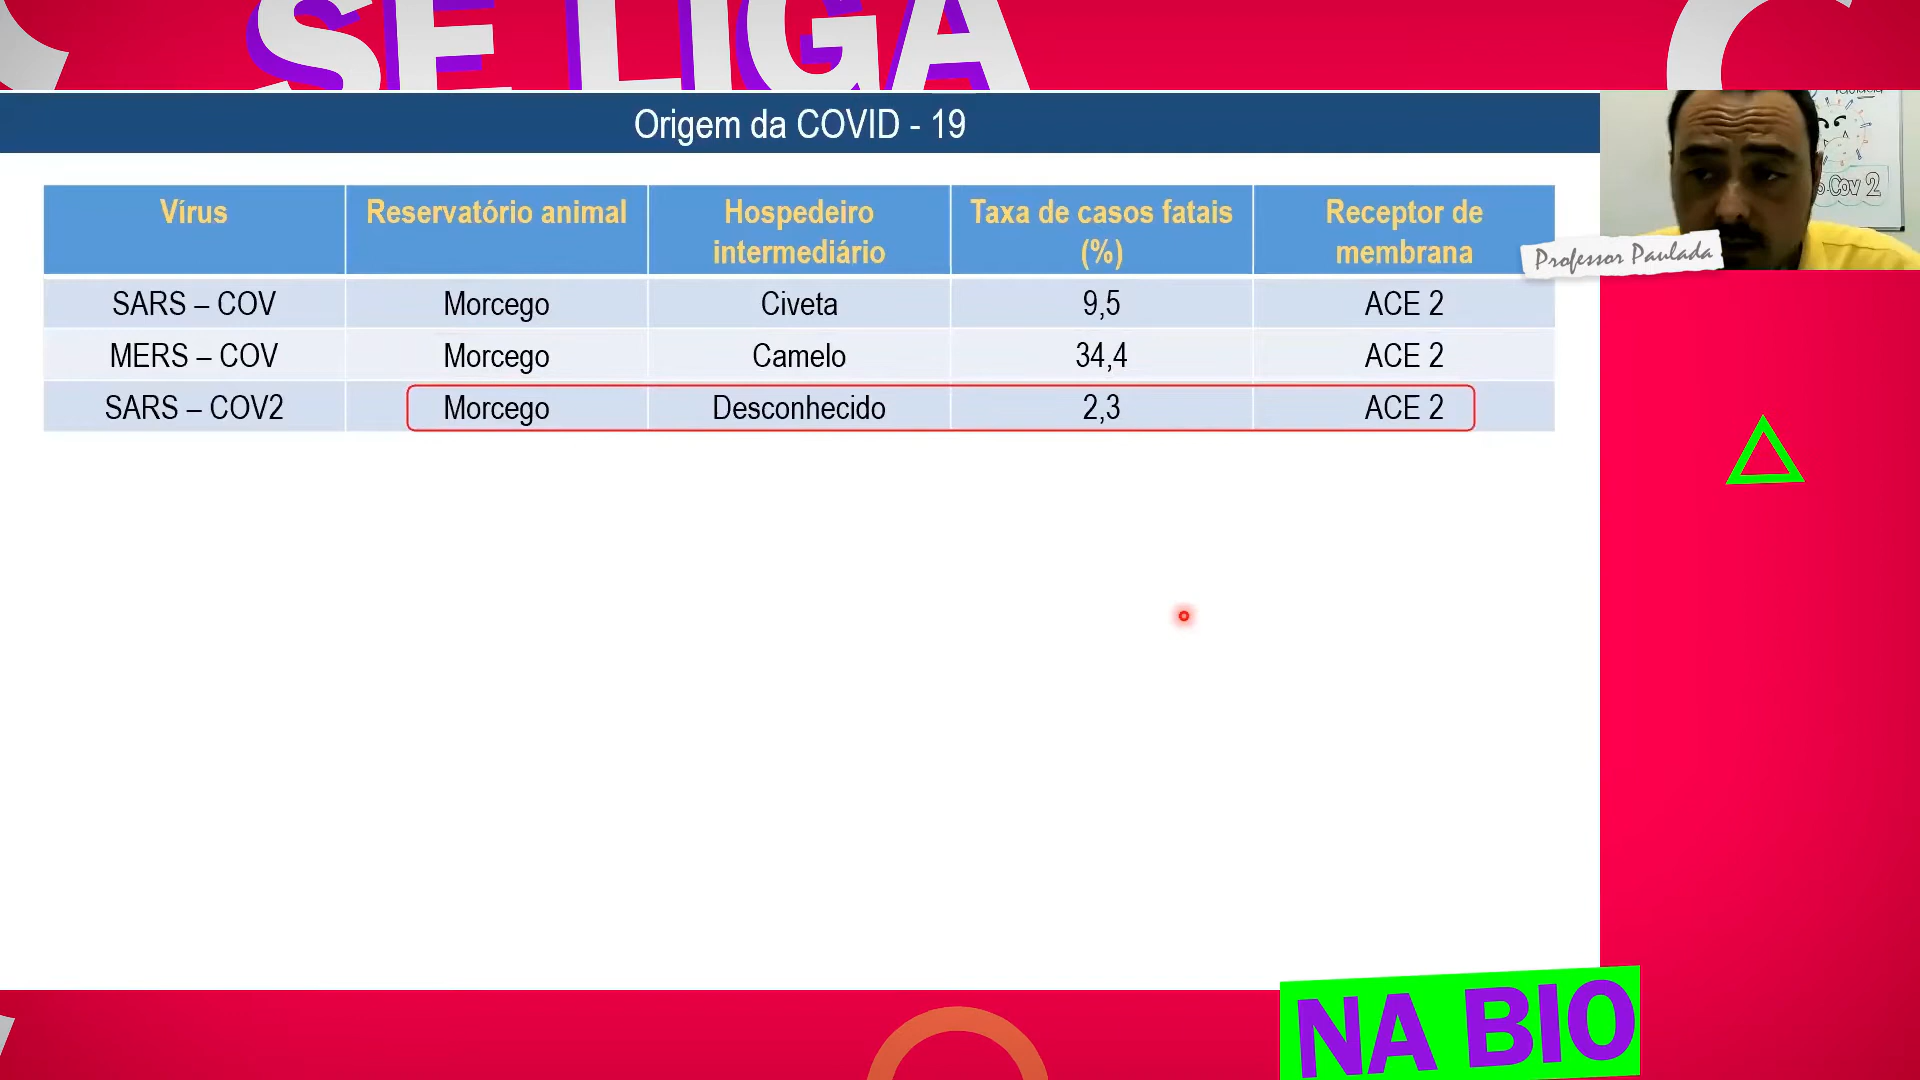 SE LIGA
Origem da COVID - 19
Vírus Reservatório animal Hospedeiro intermediário Taxa de casos fatais (%) Receptor de membrana
SARS – COV Morcego Civeta 9,5 ACE 2
MERS – COV Morcego Camelo 34,4 ACE 2
SARS – COV2 Morcego Desconhecido 2,3 ACE 2
Cov 2
Professor Paulada
NA BIO